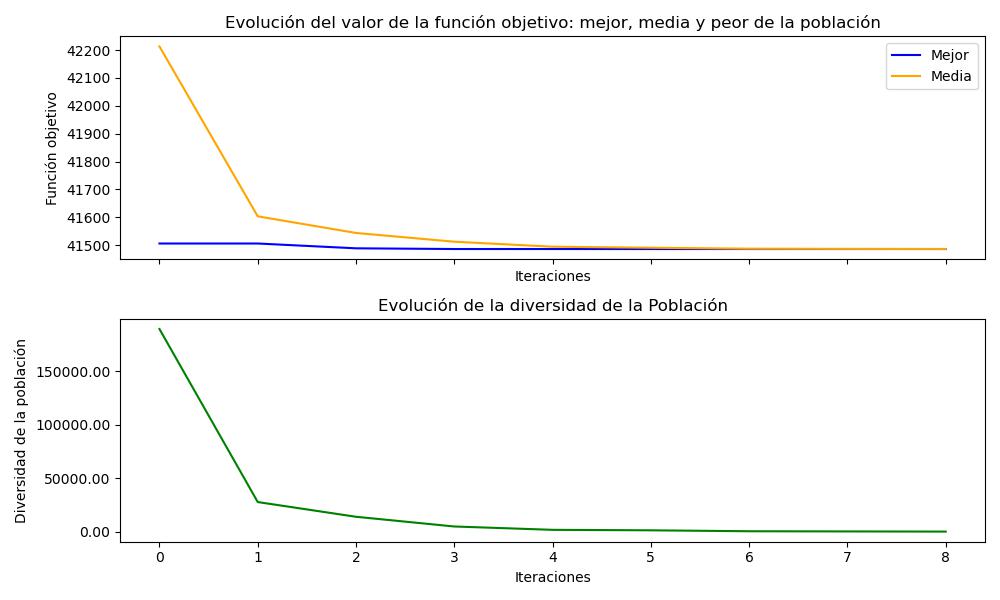 Evolución del valor de la función objetivo: mejor, media y peor de la población
Función objetivo
42200
42100
42000
41900
41800
41700
41600
41500
Mejor
Media
Iteraciones
Evolución de la diversidad de la Población
Diversidad de la población
150000.00
100000.00
50000.00
0.00
0 1 2 3 4 5 6 7 8
Iteraciones